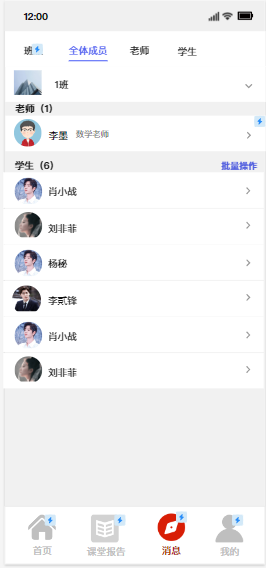 12:00
班 全体成员 老师 学生
1班
老师（1）
李墨 数学老师
学生（6） 批量操作
肖小战
刘非菲
杨秘
李贰锋
肖小战
刘非菲
首页 课堂报告 消息 我的